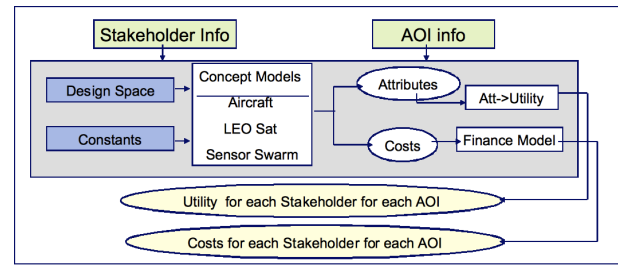 Stakeholder Info
AOI info
Design Space
Constants
Concept Models
Aircraft
LEO Sat
Sensor Swarm
Attributes
Costs
Att->Utility
Finance Model
Utility for each Stakeholder for each AOI
Costs for each Stakeholder for each AOI